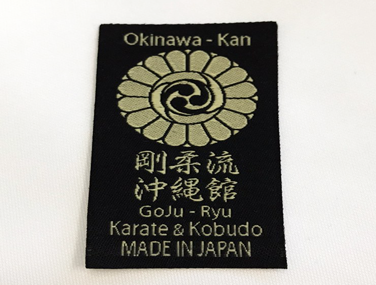 Okinawa - Kan
剛柔流
沖縄館
GoJu - Ryu
Karate & Kobudo
MADE IN JAPAN